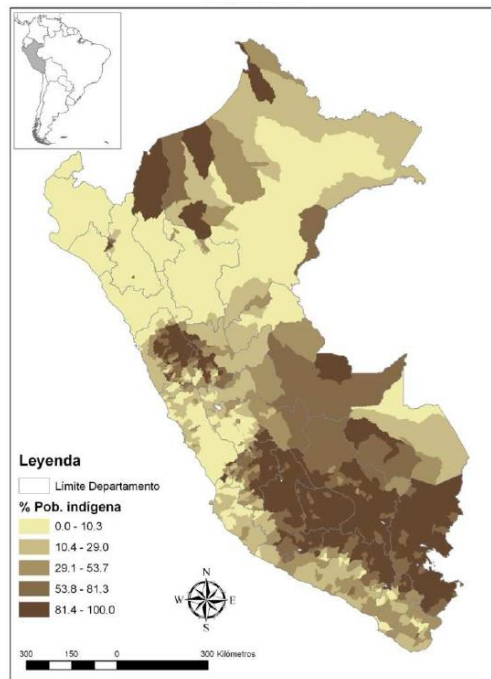 Leyenda
Límite Departamento
% Pob. indígena
0.0 - 10.3
10.4 - 29.0
29.1 - 53.7
53.8 - 81.3
81.4 - 100.0
N
W E
S
300 150 0 300 Kilómetros